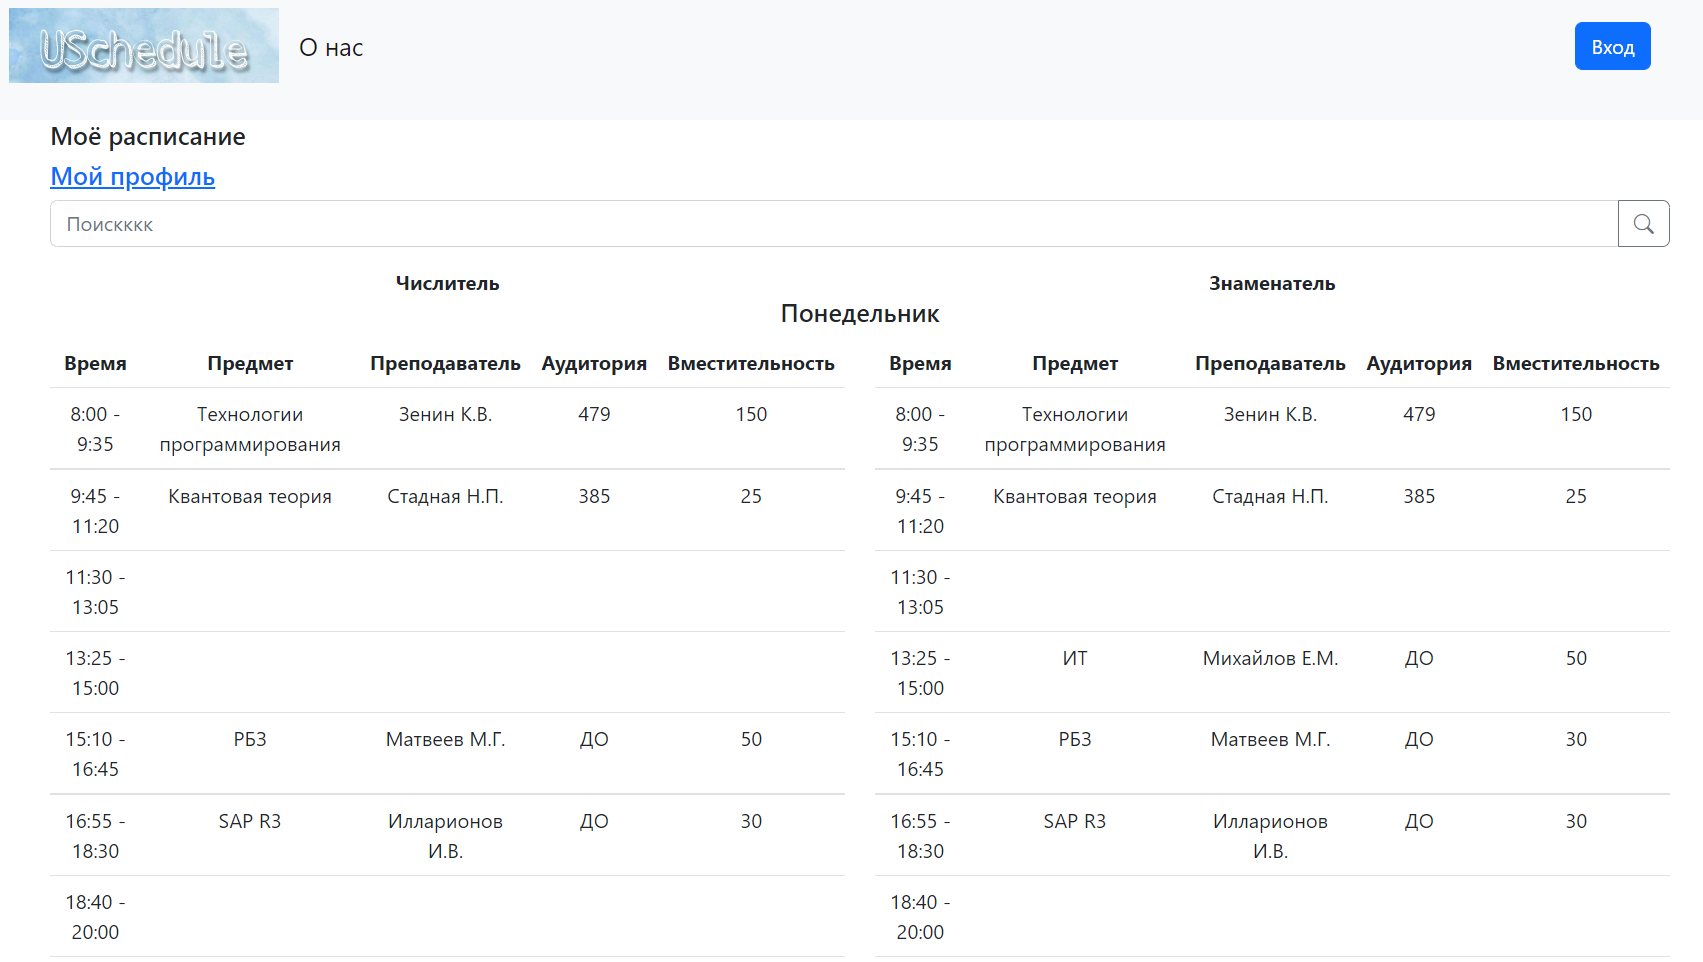 USchedule
О нас
Вход
Моё расписание
Мой профиль
Поискккк
Числитель Знаменатель
Понедельник
Время Предмет Преподаватель Аудитория Вместительность Время Предмет Преподаватель Аудитория Вместительность
8:00 - Технологии Зенин К.В. 479 150 8:00 - Технологии Зенин К.В. 479 150
9:35 программирования 9:35 программирования
9:45 - Квантовая теория Стадная Н.П. 385 25 9:45 - Квантовая теория Стадная Н.П. 385 25
11:20 11:20
11:30 - 11:30 -
13:05 13:05
13:25 - 13:25 - ИТ Михайлов Е.М. ДО 50
15:00 15:00
15:10 - РБЗ Матвеев М.Г. ДО 50 15:10 - РБЗ Матвеев М.Г. ДО 30
16:45 16:45
16:55 - SAP R3 Илларионов ДО 30 16:55 - SAP R3 Илларионов ДО 30
18:30 И.В. 18:30 И.В.
18:40 - 18:40 -
20:00 20:00